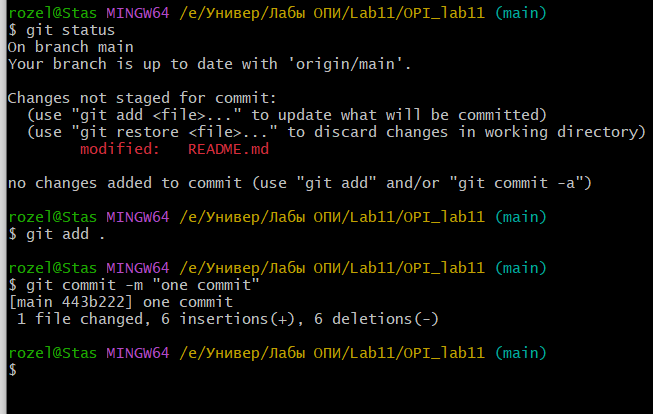 rozel@Stas MINGW64 /e/Универ/Лабы ОПИ/Lab11/OPI_lab11 (main)
$ git status
On branch main
Your branch is up to date with 'origin/main'.

Changes not staged for commit:
  (use "git add <file>..." to update what will be committed)
  (use "git restore <file>..." to discard changes in working directory)
        modified:   README.md

no changes added to commit (use "git add" and/or "git commit -a")

rozel@Stas MINGW64 /e/Универ/Лабы ОПИ/Lab11/OPI_lab11 (main)
$ git add .

rozel@Stas MINGW64 /e/Универ/Лабы ОПИ/Lab11/OPI_lab11 (main)
$ git commit -m "one commit"
[main 443b222] one commit
 1 file changed, 6 insertions(+), 6 deletions(-)

rozel@Stas MINGW64 /e/Универ/Лабы ОПИ/Lab11/OPI_lab11 (main)
$